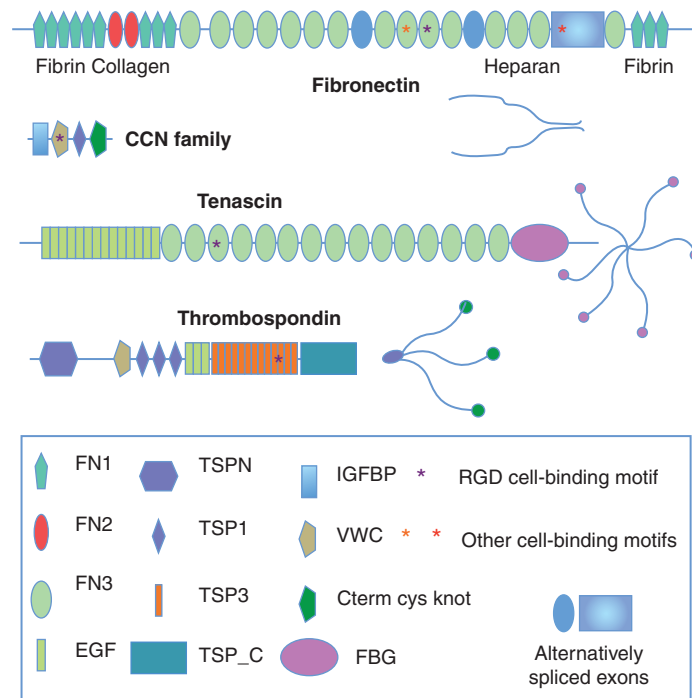 Fibrin Collagen Heparan Fibrin
Fibronectin
CCN family
Tenascin
Thrombospondin
FN1 TSPN IGFBP * RGD cell-binding motif
FN2 TSP1 VWC * * Other cell-binding motifs
FN3 TSP3 Cterm cys knot
EGF TSP_C FBG Alternatively
spliced exons